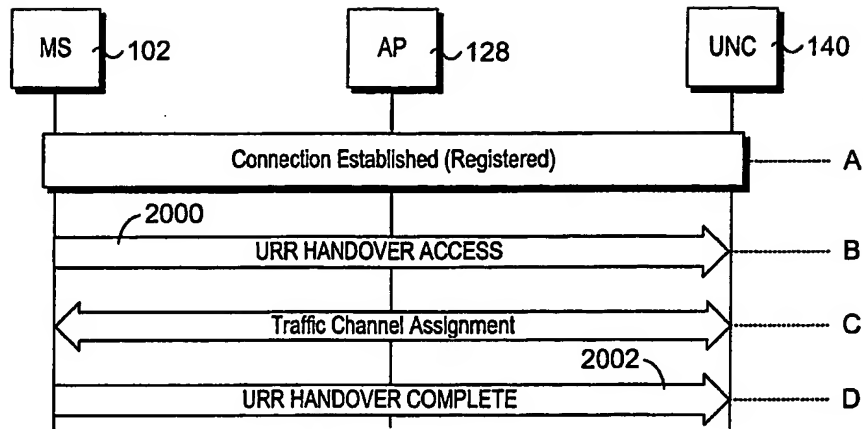 MS 102 AP 128 UNC 140
Connection Established (Registered) A
2000
URR HANDOVER ACCESS B
Traffic Channel Assignment C
2002
URR HANDOVER COMPLETE D